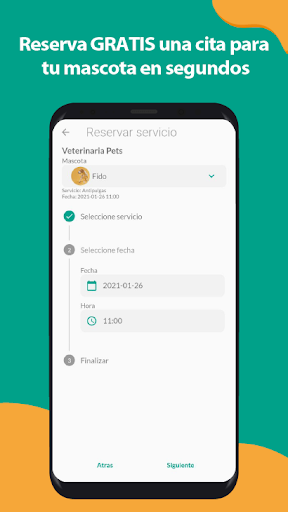 Reserva GRATIS una cita para
tu mascota en segundos
Reservar servicio
Veterinaria Pets
Mascota
Fido
Servicio: Antipulgas
Fecha: 2021-01-26 11:00
Seleccione servicio
2 Seleccione fecha
Fecha
2021-01-26
Hora
11:00
3 Finalizar
Atras Siguiente